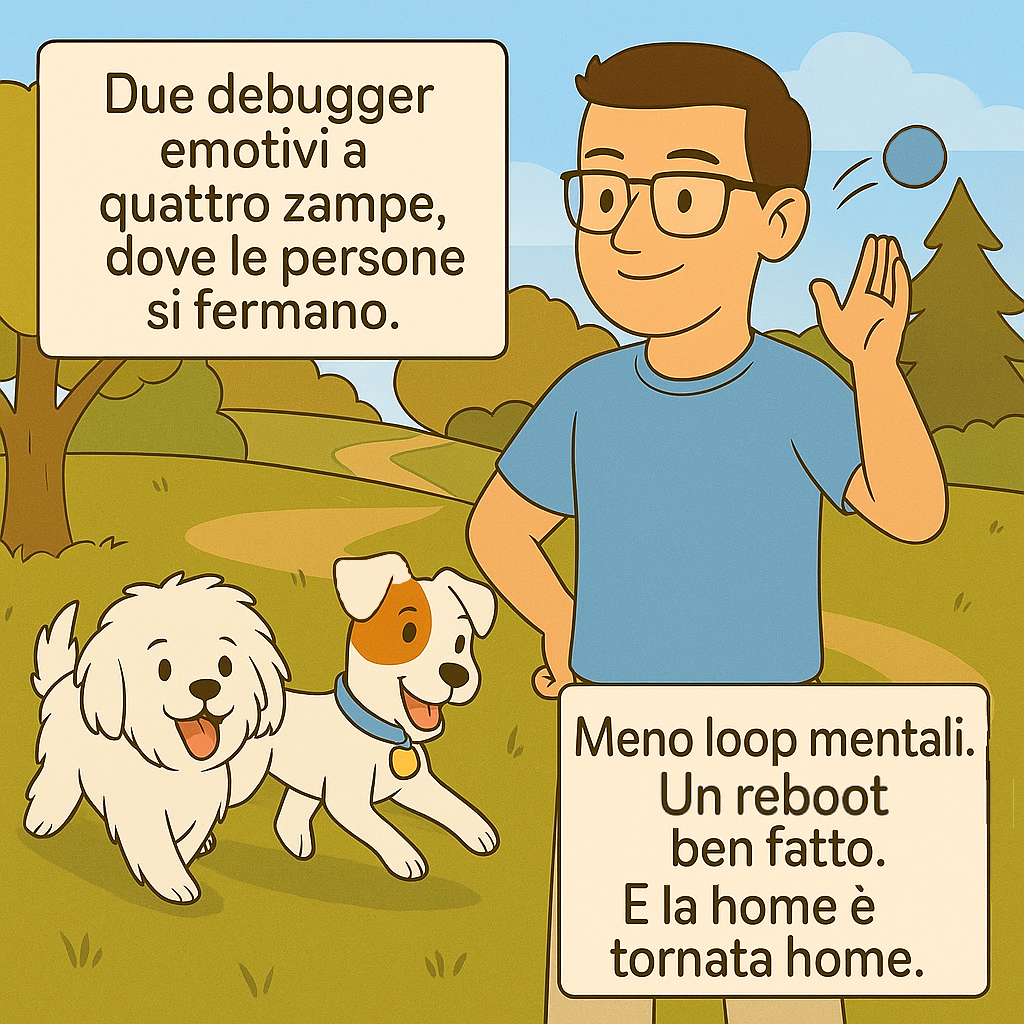 Due debugger
emotivi a
quattro zampe,
dove le persone
si fermano.
Meno loop mentali.
Un reboot
ben fatto.
E la home è
tornata home.